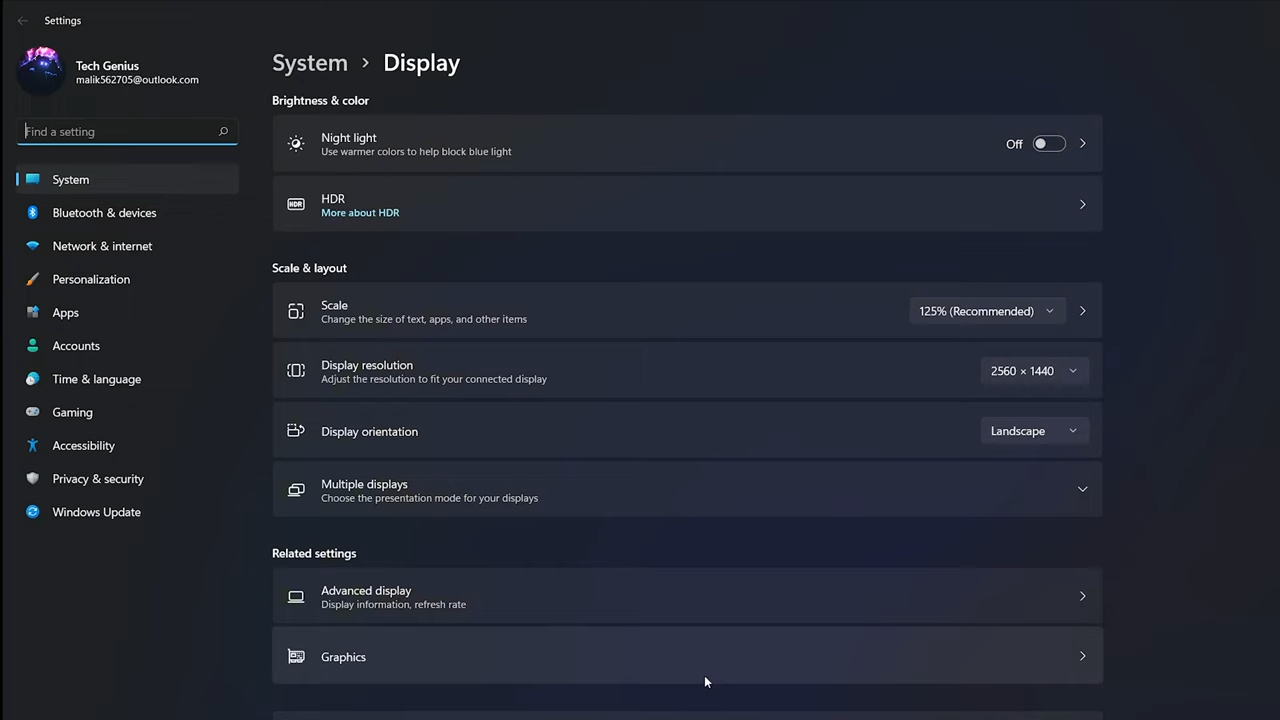 Settings
Tech Genius
malik562705@outlook.com
Find a setting
System
Bluetooth & devices
Network & internet
Personalization
Apps
Accounts
Time & language
Gaming
Accessibility
Privacy & security
Windows Update
System › Display
Brightness & color
Night light
Use warmer colors to help block blue light
Off
HDR
HDR
More about HDR
Scale & layout
Scale
Change the size of text, apps, and other items
125% (Recommended)
Display resolution
Adjust the resolution to fit your connected display
2560 × 1440
Display orientation
Landscape
Multiple displays
Choose the presentation mode for your displays
Related settings
Advanced display
Display information, refresh rate
Graphics